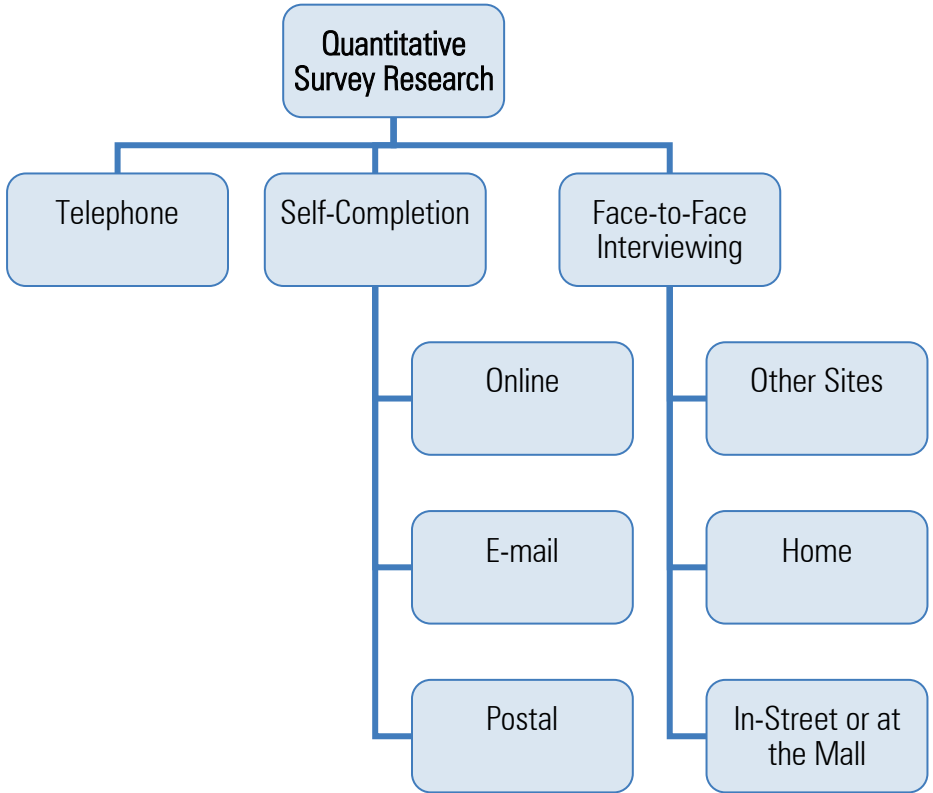 Quantitative
Survey Research
Telephone
Self-Completion
Face-to-Face
Interviewing
Online
Other Sites
E-mail
Home
Postal
In-Street or at
the Mall